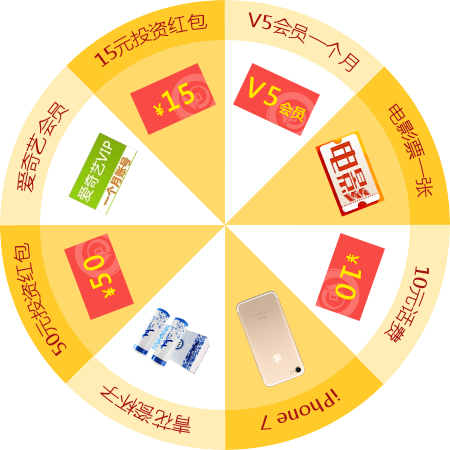 V5会员一个月
V5
会员
电影票一张
电影票
10元话费
¥10
iPhone 7
青花瓷杯子
50元投资红包
¥50
爱奇艺会员
爱奇艺VIP
一个月账号
15元投资红包
¥15